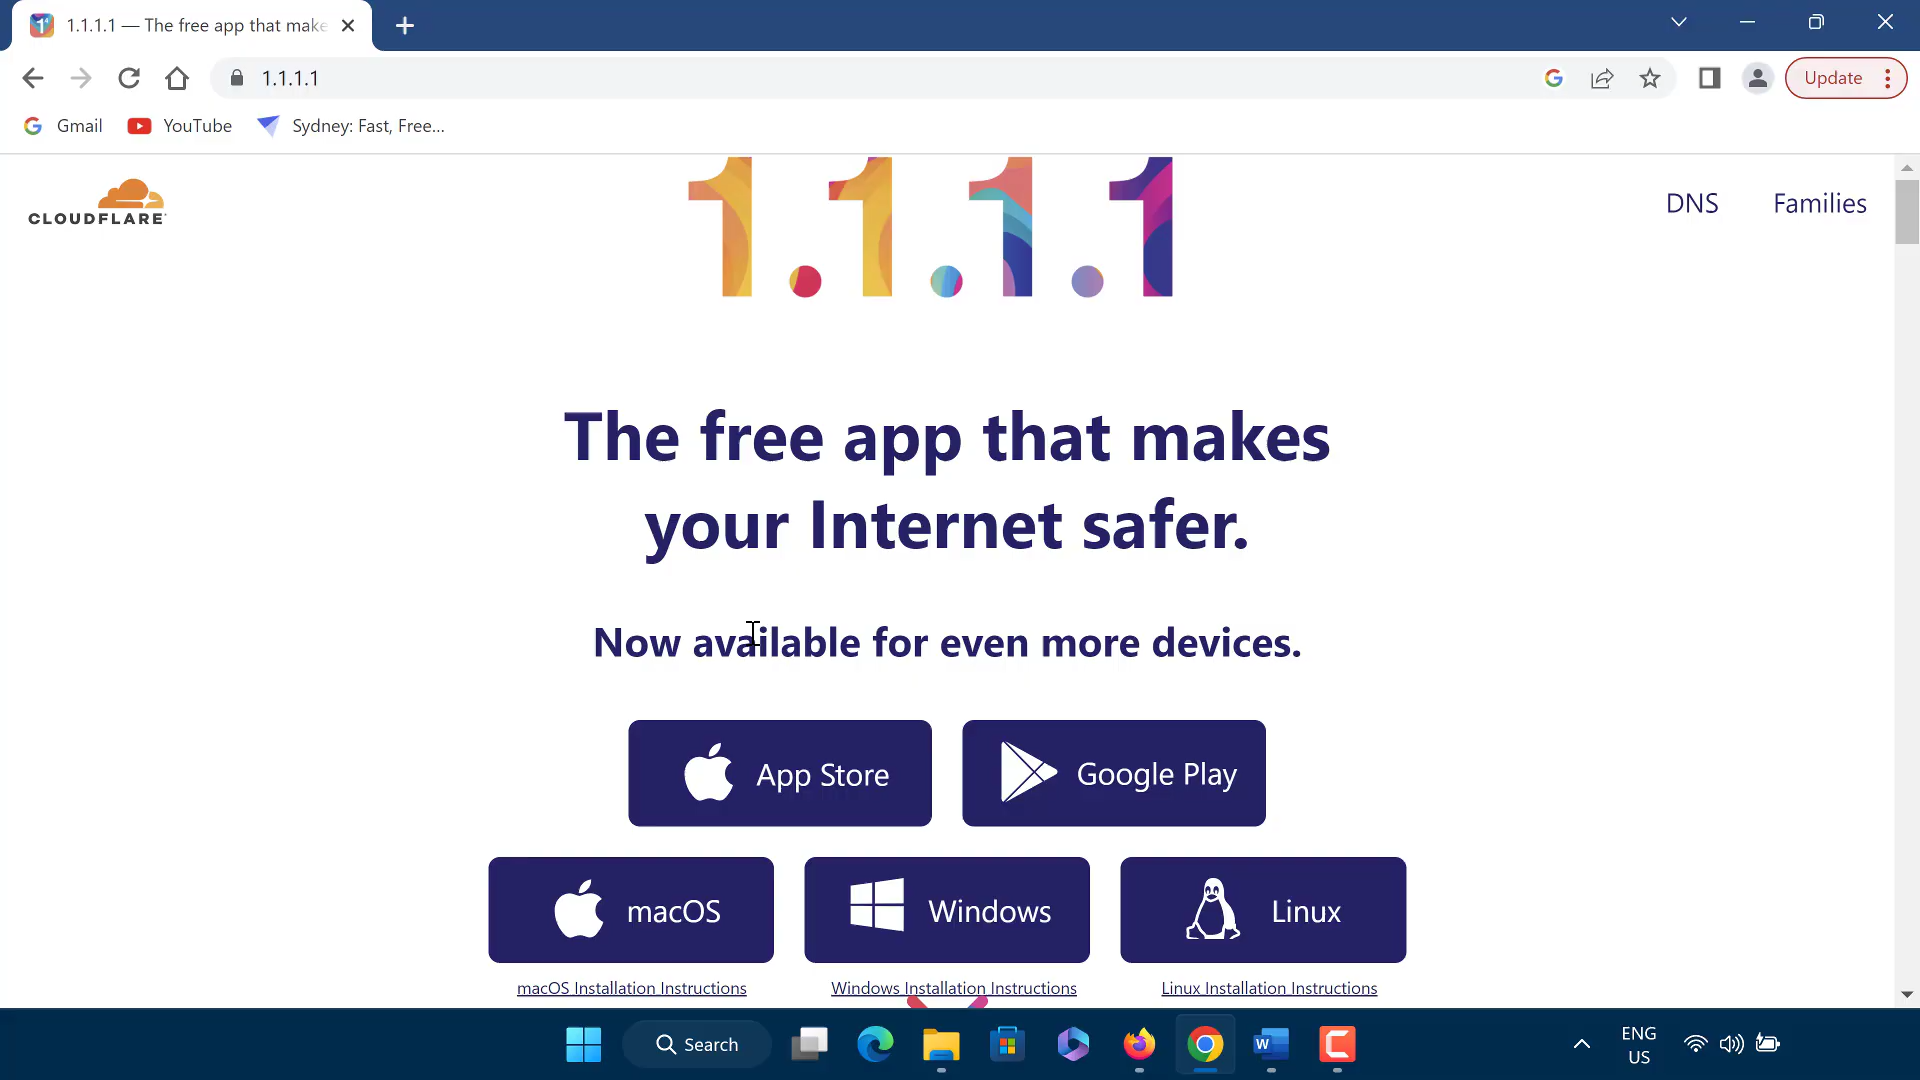 1.1.1.1 — The free app that make
1.1.1.1
Update
Gmail
YouTube
Sydney: Fast, Free...
CLOUDFLARE
1.1.1.1
DNS
Families
The free app that makes
your Internet safer.
Now available for even more devices.
App Store
Google Play
macOS
Windows
Linux
macOS Installation Instructions
Windows Installation Instructions
Linux Installation Instructions
Search
ENG
US